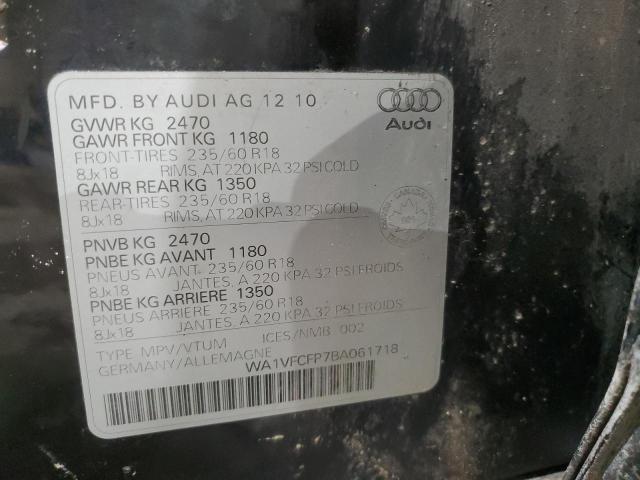 MFD. BY AUDI AG 12 10
Audi
GVWR KG 2470
GAWR FRONT KG 1180
FRONT-TIRES 235/60 R18
8Jx18 RIMS, AT 220 KPA 32 PSI COLD
GAWR REAR KG 1350
REAR-TIRES 235/60 R18
8Jx18 RIMS, AT 220 KPA 32 PSI COLD
PNVB KG 2470
PNBE KG AVANT 1180
PNEUS AVANT 235/60 R18
8Jx18 JANTES, A 220 KPA 32 PSI FROIDS
PNBE KG ARRIERE 1350
PNEUS ARRIERE 235/60 R18
8Jx18 JANTES, A 220 KPA 32 PSI FROIDS
TYPE MPV/VTUM ICES/NMB 002
GERMANY/ALLEMAGNE WA1VFCFP7BA061718